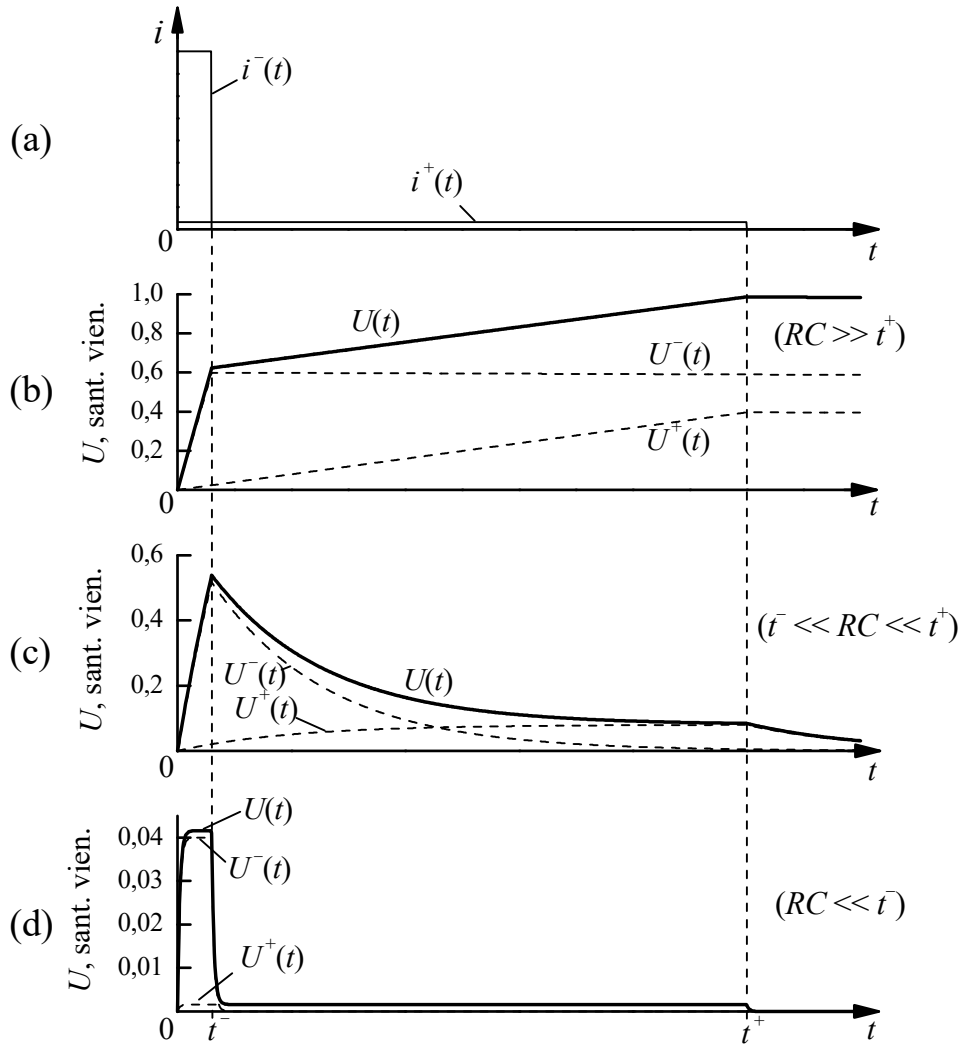 i
i⁻(t)
(a)
i⁺(t)
0
t
1,0
0,8
0,6
0,4
0,2
0
U, sant. vien.
(b)
U(t)
(RC >> t⁺)
U⁻(t)
U⁺(t)
t
0,6
0,4
0,2
0
U, sant. vien.
(c)
(t⁻ << RC << t⁺)
U⁻(t)
U(t)
U⁺(t)
t
0,04
0,03
0,02
0,01
0
U, sant. vien.
(d)
U(t)
U⁻(t)
(RC << t⁻)
U⁺(t)
t⁻
t⁺
t